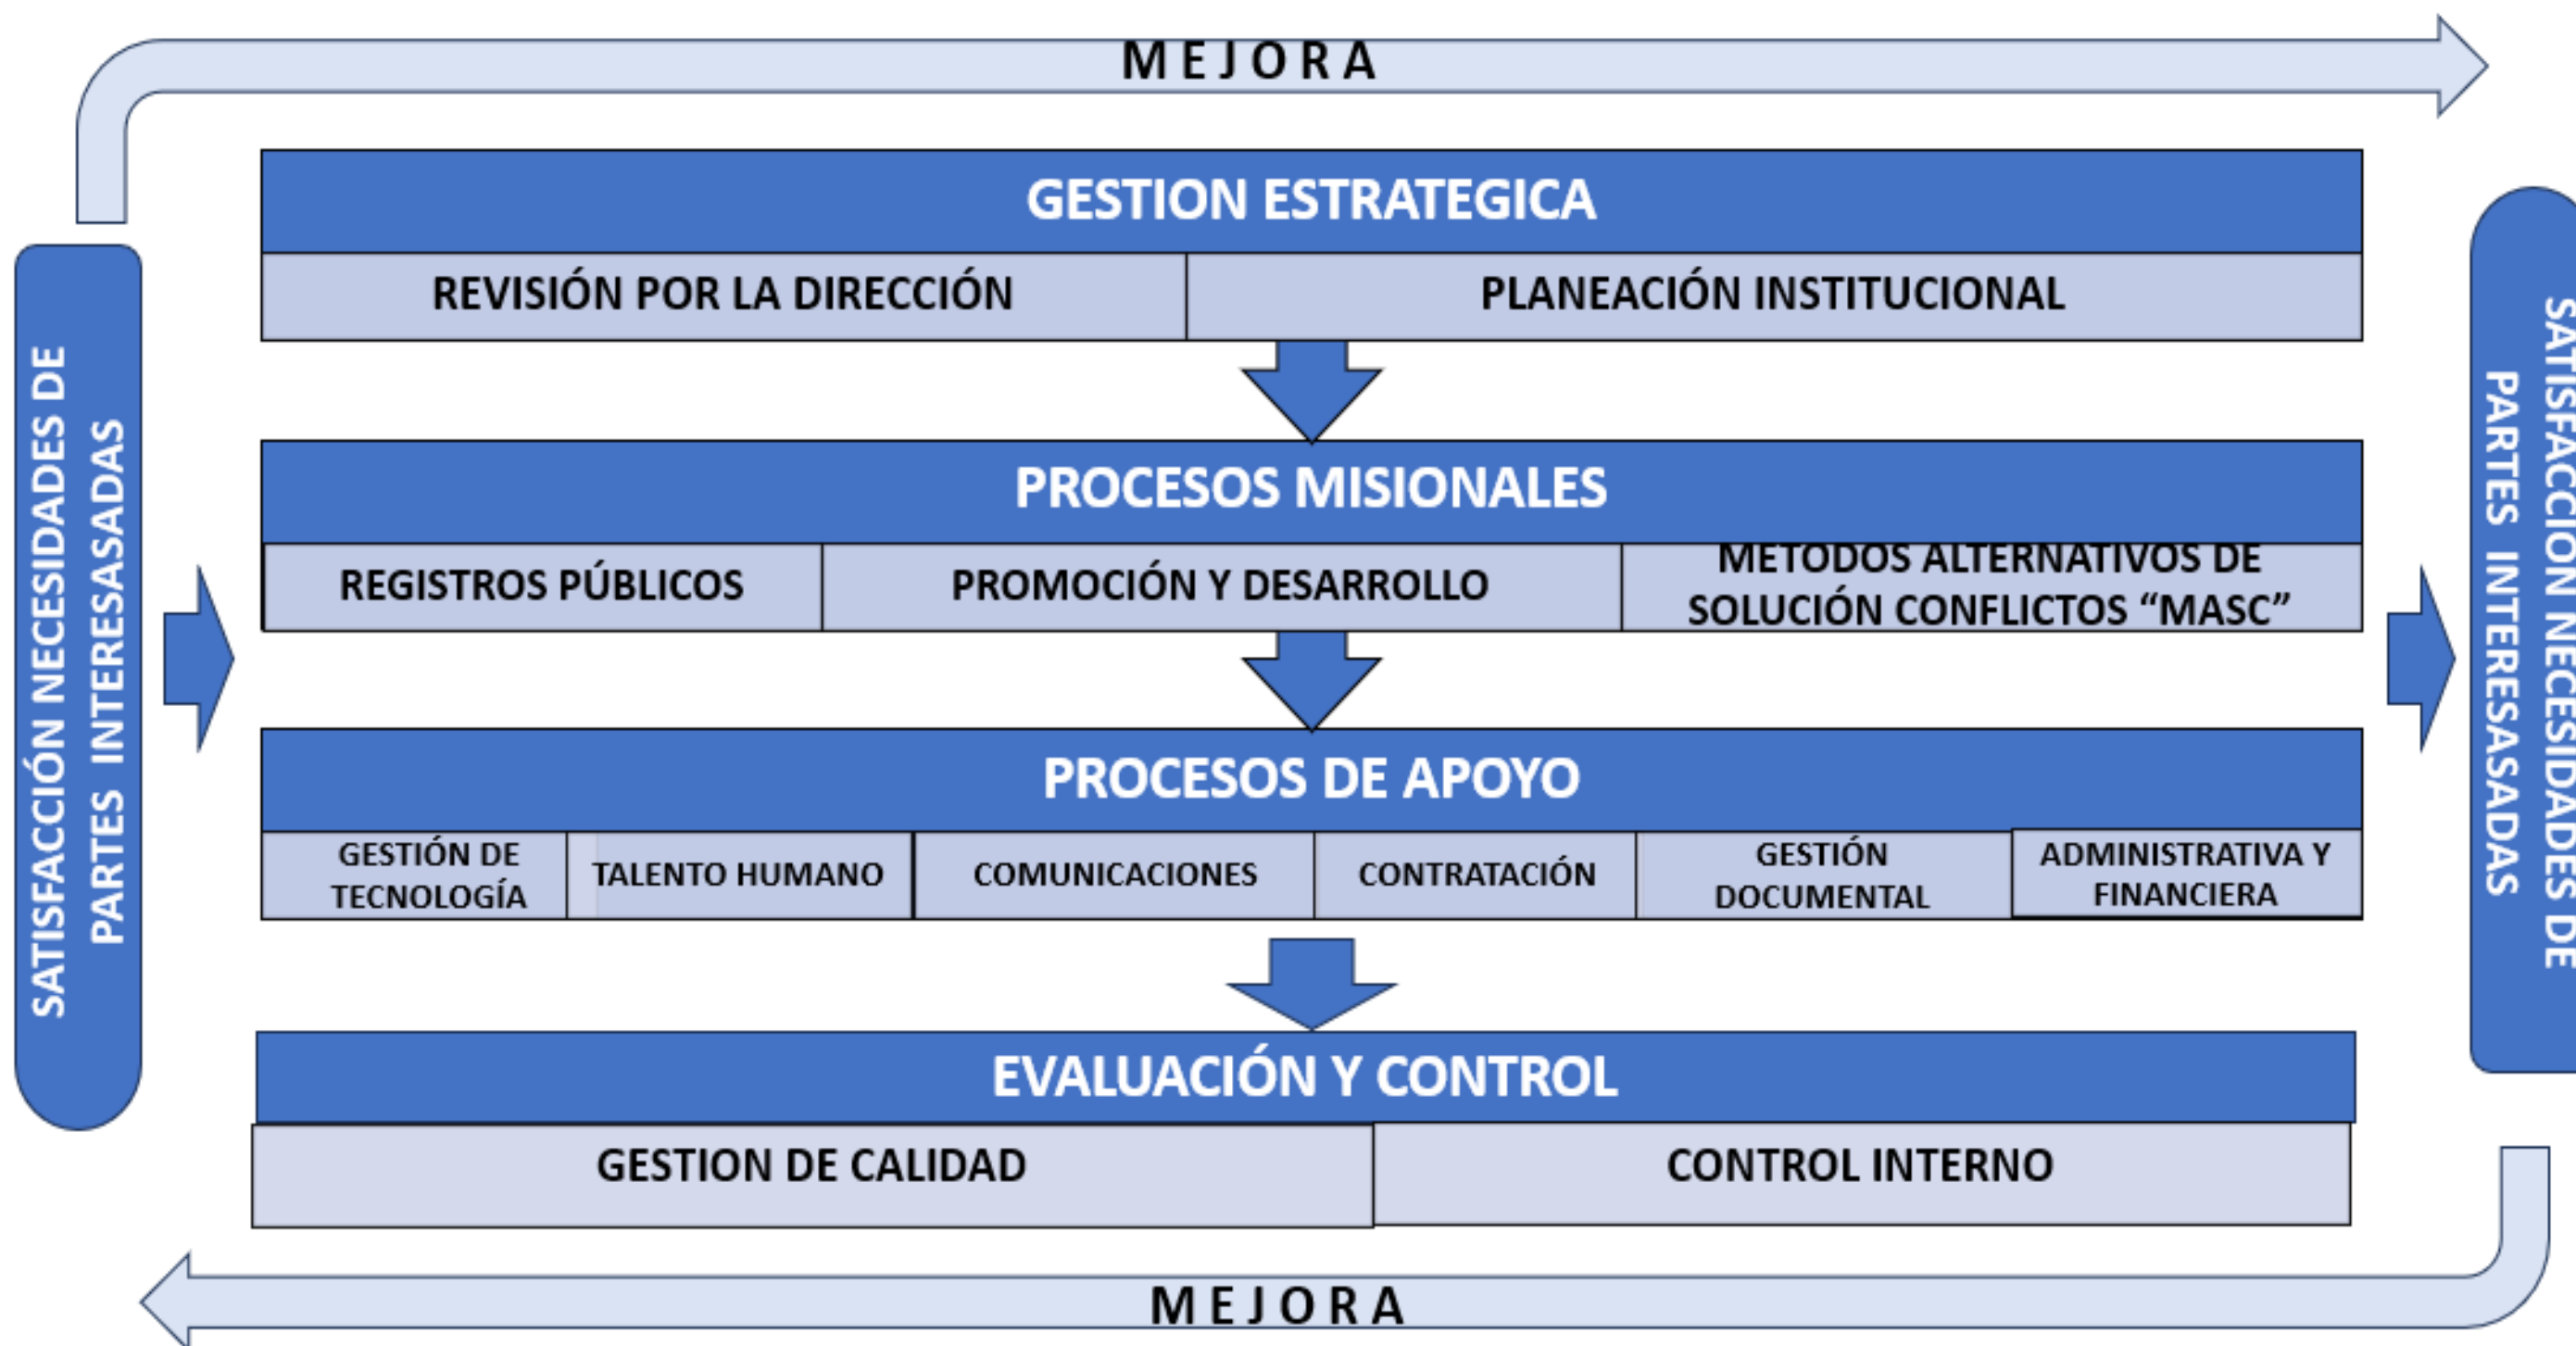 MEJORA
GESTION ESTRATEGICA
REVISIÓN POR LA DIRECCIÓN
PLANEACIÓN INSTITUCIONAL
SATISFACCIÓN NECESIDADES DE
PARTES INTERESASADAS
PROCESOS MISIONALES
REGISTROS PÚBLICOS
PROMOCIÓN Y DESARROLLO
METODOS ALTERNATIVOS DE
SOLUCIÓN CONFLICTOS “MASC”
PROCESOS DE APOYO
GESTIÓN DE
TECNOLOGÍA
TALENTO HUMANO
COMUNICACIONES
CONTRATACIÓN
GESTIÓN
DOCUMENTAL
ADMINISTRATIVA Y
FINANCIERA
EVALUACIÓN Y CONTROL
GESTION DE CALIDAD
CONTROL INTERNO
SATISFACCIÓN NECESIDADES DE
PARTES INTERESASADAS
MEJORA